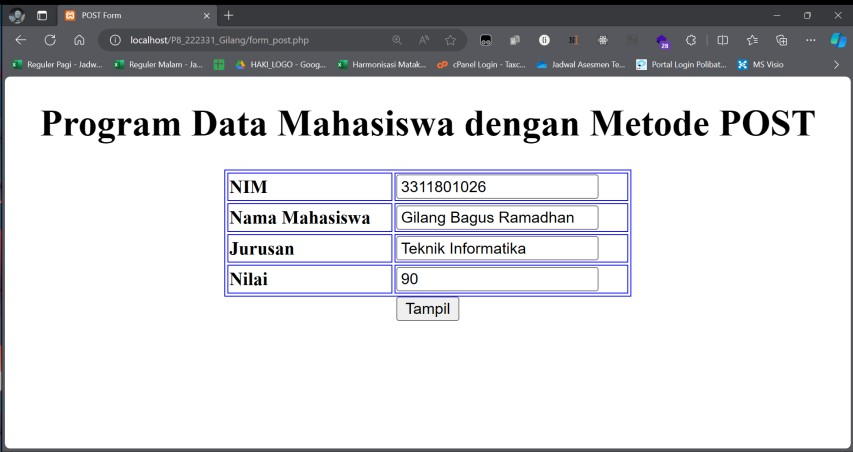 POST Form
localhost/P8_222331_Gilang/form_post.php
28
Reguler Pagi - Jadw... Reguler Malam - Ja... HAKI_LOGO - Goog... Harmonisasi Matak... cPanel Login - Taxc... Jadwal Asesmen Te... Portal Login Polibat... MS Visio
Program Data Mahasiswa dengan Metode POST
NIM 3311801026
Nama Mahasiswa Gilang Bagus Ramadhan
Jurusan Teknik Informatika
Nilai 90
Tampil